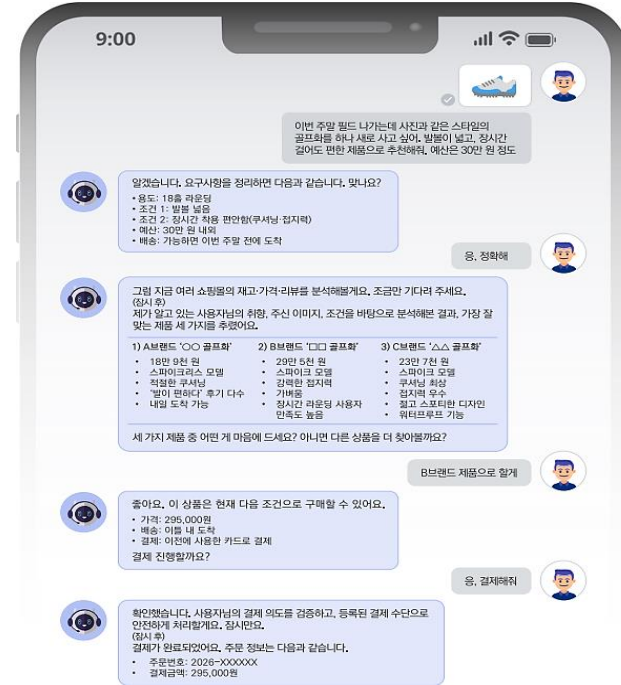 9:00
이번 주말 필드 나가는데 사진과 같은 스타일의
골프화를 하나 새로 사고 싶어. 발볼이 넓고, 장시간
걸어도 편한 제품으로 추천해줘. 예산은 30만 원 정도
알겠습니다. 요구사항을 정리하면 다음과 같습니다. 맞나요?
• 용도: 18홀 라운딩
• 조건 1: 발볼 넓음
• 조건 2: 장시간 착용 편안함(쿠셔닝·접지력)
• 예산: 30만 원 내외
• 배송: 가능하면 이번 주말 전에 도착
응, 정확해
그럼 지금 여러 쇼핑몰의 재고·가격·리뷰를 분석해볼게요. 조금만 기다려 주세요.
(잠시 후)
제가 알고 있는 사용자님의 취향, 주신 이미지, 조건을 바탕으로 분석해본 결과, 가장 잘
맞는 제품 세 가지를 추렸어요.
1) A브랜드 ‘○○ 골프화’
• 18만 9천 원
• 스파이크리스 모델
• 적절한 쿠셔닝
• ‘발이 편하다’ 후기 다수
• 내일 도착 가능
2) B브랜드 ‘□□ 골프화’
• 29만 5천 원
• 스파이크 모델
• 강력한 접지력
• 가벼움
• 장시간 라운딩 사용자
만족도 높음
3) C브랜드 ‘△△ 골프화’
• 23만 7천 원
• 스파이크 모델
• 쿠셔닝 최상
• 접지력 우수
• 젊고 스포티한 디자인
• 워터프루프 기능
세 가지 제품 중 어떤 게 마음에 드세요? 아니면 다른 상품을 더 찾아볼까요?
B브랜드 제품으로 할게
좋아요. 이 상품은 현재 다음 조건으로 구매할 수 있어요.
• 가격: 295,000원
• 배송: 이틀 내 도착
• 결제: 이전에 사용한 카드로 결제
결제 진행할까요?
응, 결제해줘
확인했습니다. 사용자님의 결제 의도를 검증하고, 등록된 결제 수단으로
안전하게 처리할게요. 잠시만요.
(잠시 후)
결제가 완료되었어요. 주문 정보는 다음과 같습니다.
• 주문번호: 2026-XXXXXX
• 결제금액: 295,000원